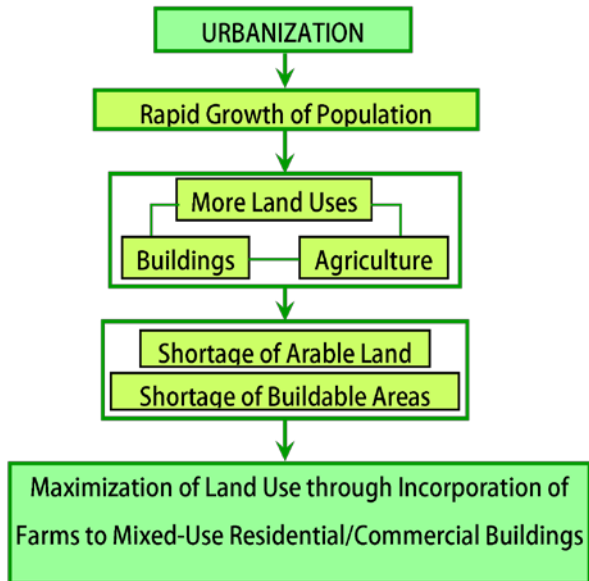 URBANIZATION
Rapid Growth of Population
More Land Uses
Buildings
Agriculture
Shortage of Arable Land
Shortage of Buildable Areas
Maximization of Land Use through Incorporation of
Farms to Mixed-Use Residential/Commercial Buildings